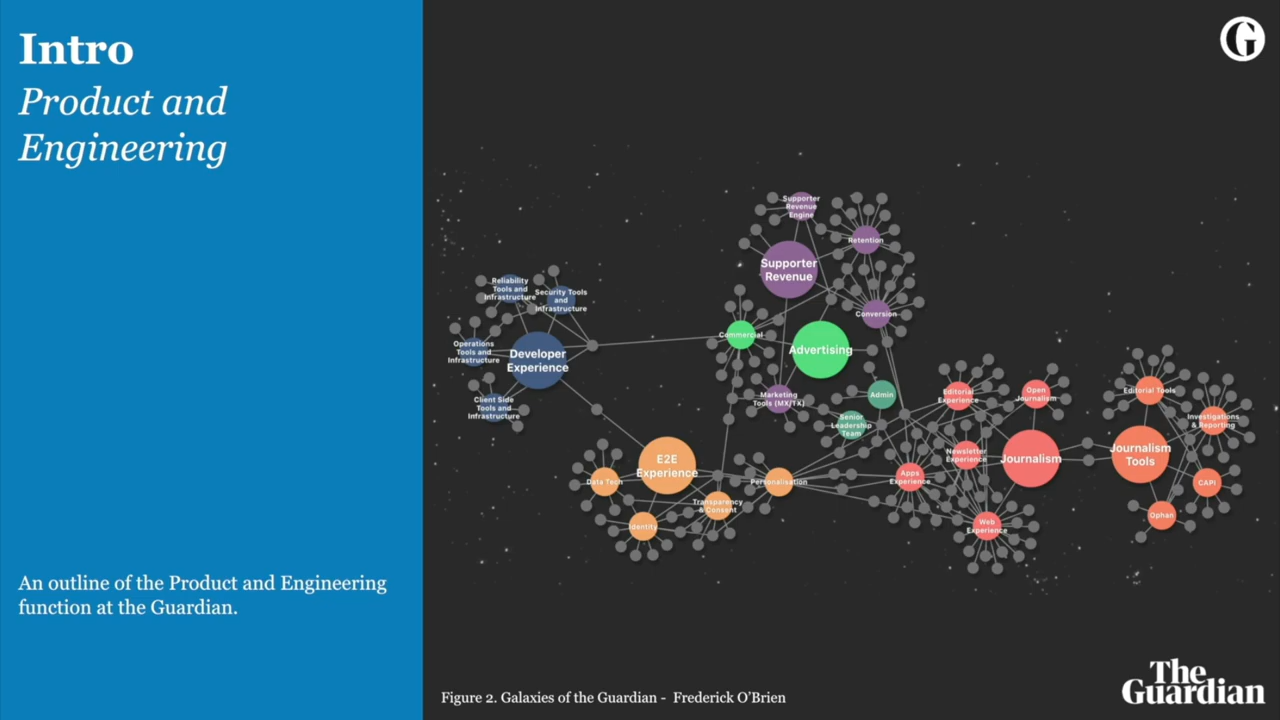 Intro
Product and
Engineering
An outline of the Product and Engineering
function at the Guardian.
G
Supporter
Revenue
Engine
Retention
Supporter
Revenue
Conversion
Reliability
Tools and
Infrastructure
Security Tools
and
Infrastructure
Operations
Tools and
Infrastructure
Developer
Experience
Client Side
Tools and
Infrastructure
Commercial
Advertising
Marketing
Tools (MX/TX)
Admin
Senior
Leadership
Team
E2E
Experience
Data Tech
Identity
Transparency
& Consent
Personalisation
Apps
Experience
Editorial
Experience
Open
Journalism
Newsletter
Experience
Journalism
Web
Experience
Journalism
Tools
Editorial Tools
Investigations
& Reporting
CAPI
Ophan
Figure 2. Galaxies of the Guardian - Frederick O'Brien
The
Guardian